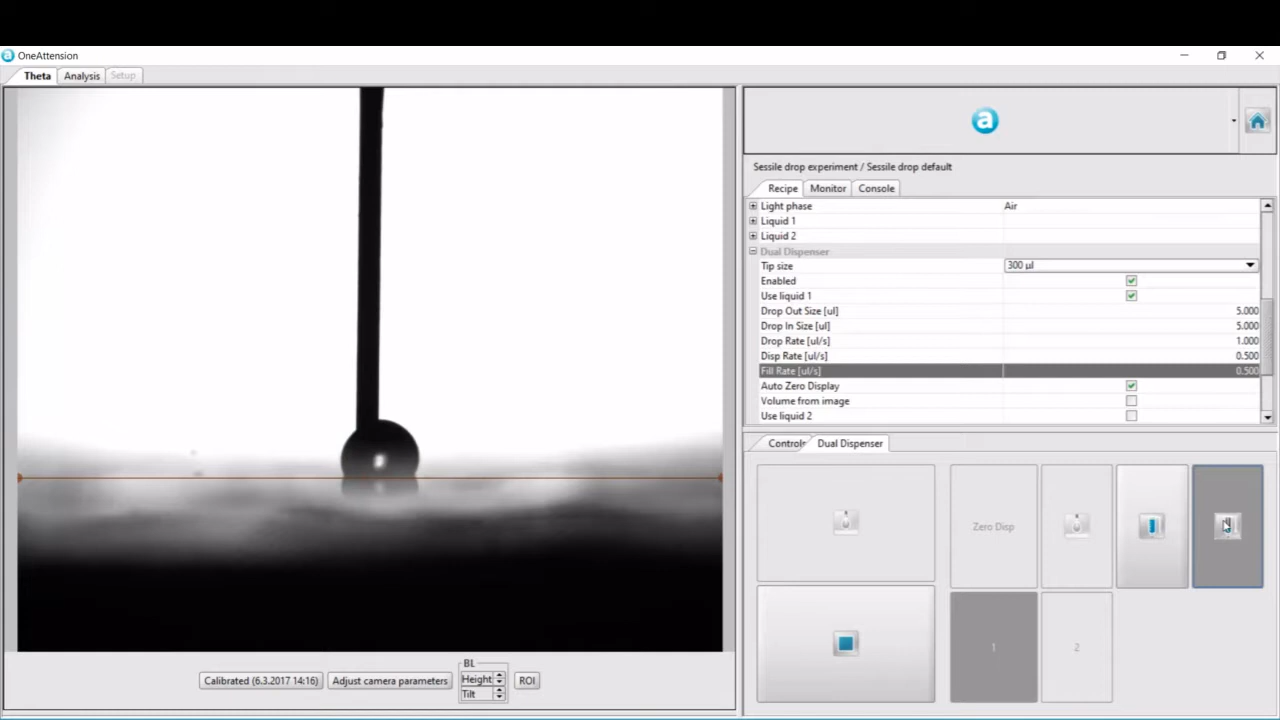 OneAttension
Theta Analysis Setup
a
Sessile drop experiment / Sessile drop default
Recipe Monitor Console
Light phase Air
Liquid 1
Liquid 2
Dual Dispenser
Tip size 300 µl
Enabled
Use liquid 1
Drop Out Size [ul] 5.000
Drop In Size [ul] 5.000
Drop Rate [ul/s] 1.000
Disp Rate [ul/s] 0.500
Fill Rate [ul/s] 0.500
Auto Zero Display
Volume from image
Use liquid 2
Controls Dual Dispenser
Zero Disp
1 2
BL
Calibrated (6.3.2017 14:16) Adjust camera parameters Height ROI
Tilt